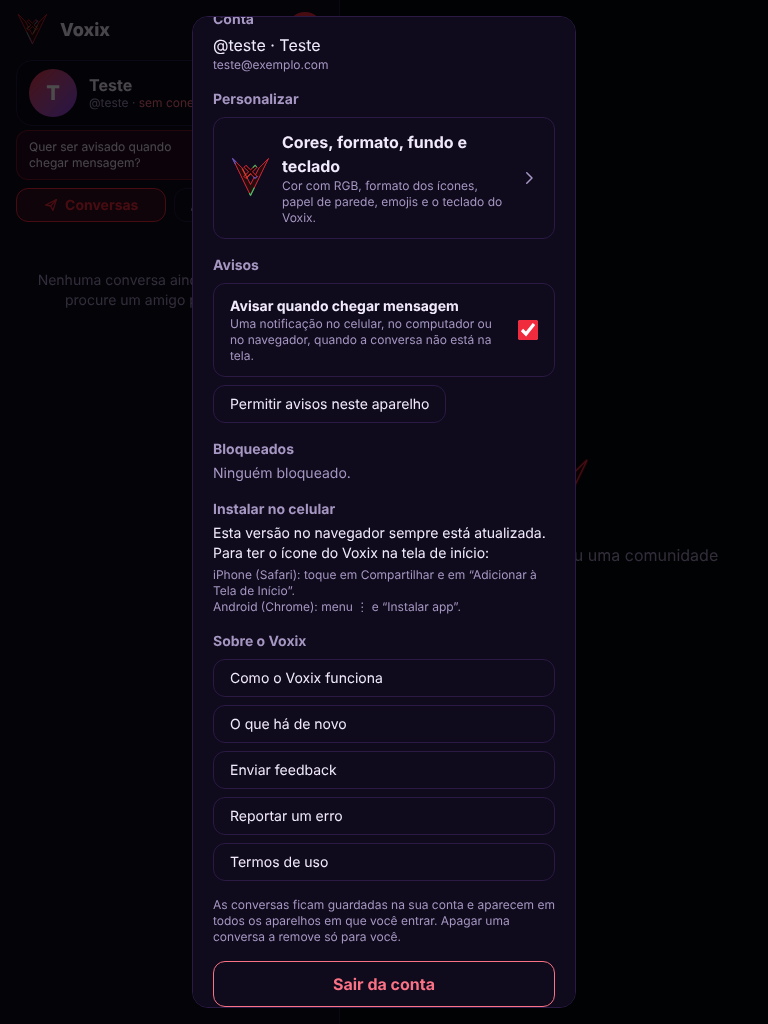 Voxix
T
Teste
@teste · sem cone
Quer ser avisado quando
chegar mensagem?
Conversas
Nenhuma conversa ain
procure um amigo p
u uma comunidade
Conta
@teste · Teste
teste@exemplo.com
Personalizar
Cores, formato, fundo e
teclado
Cor com RGB, formato dos ícones,
papel de parede, emojis e o teclado do
Voxix.
Avisos
Avisar quando chegar mensagem
Uma notificação no celular, no computador ou
no navegador, quando a conversa não está na
tela.
Permitir avisos neste aparelho
Bloqueados
Ninguém bloqueado.
Instalar no celular
Esta versão no navegador sempre está atualizada.
Para ter o ícone do Voxix na tela de início:
iPhone (Safari): toque em Compartilhar e em “Adicionar à
Tela de Início”.
Android (Chrome): menu ⋮ e “Instalar app”.
Sobre o Voxix
Como o Voxix funciona
O que há de novo
Enviar feedback
Reportar um erro
Termos de uso
As conversas ficam guardadas na sua conta e aparecem em
todos os aparelhos em que você entrar. Apagar uma
conversa a remove só para você.
Sair da conta